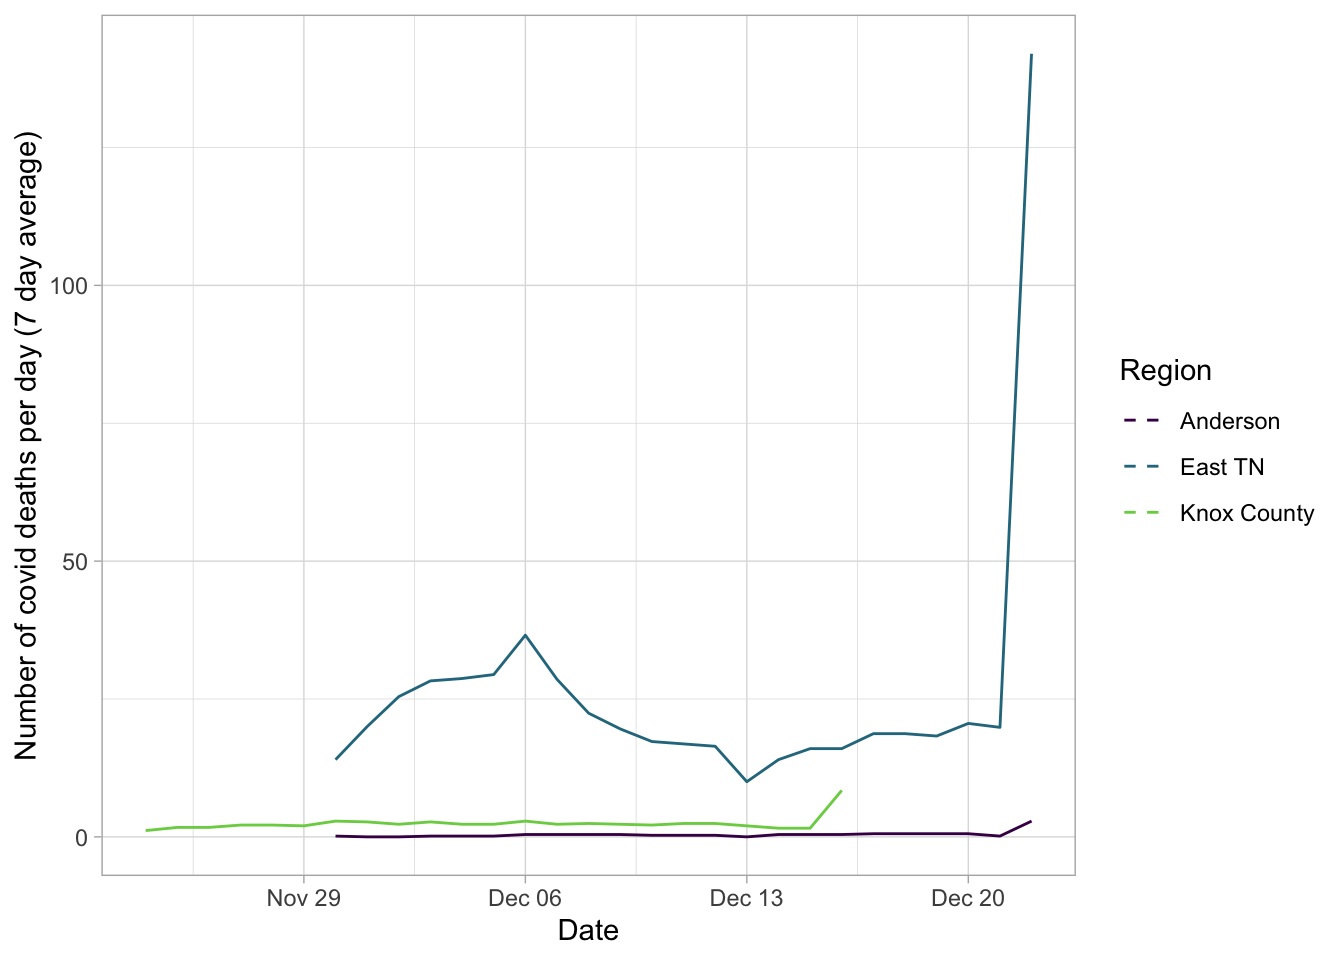 Number of covid deaths per day (7 day average)
100
50
0
Nov 29
Dec 06
Dec 13
Dec 20
Date
Region
Anderson
East TN
Knox County